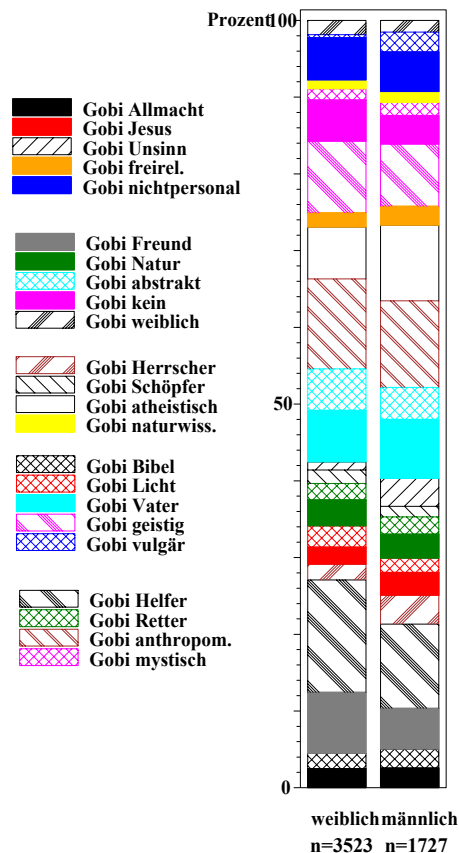 Prozent 100
Gobi Allmacht
Gobi Jesus
Gobi Unsinn
Gobi freirel.
Gobi nichtpersonal
Gobi Freund
Gobi Natur
Gobi abstrakt
Gobi kein
Gobi weiblich
Gobi Herrscher
Gobi Schöpfer
Gobi atheistisch
Gobi naturwiss.
50
Gobi Bibel
Gobi Licht
Gobi Vater
Gobi geistig
Gobi vulgär
Gobi Helfer
Gobi Retter
Gobi anthropom.
Gobi mystisch
0
weiblich männlich
n=3523 n=1727